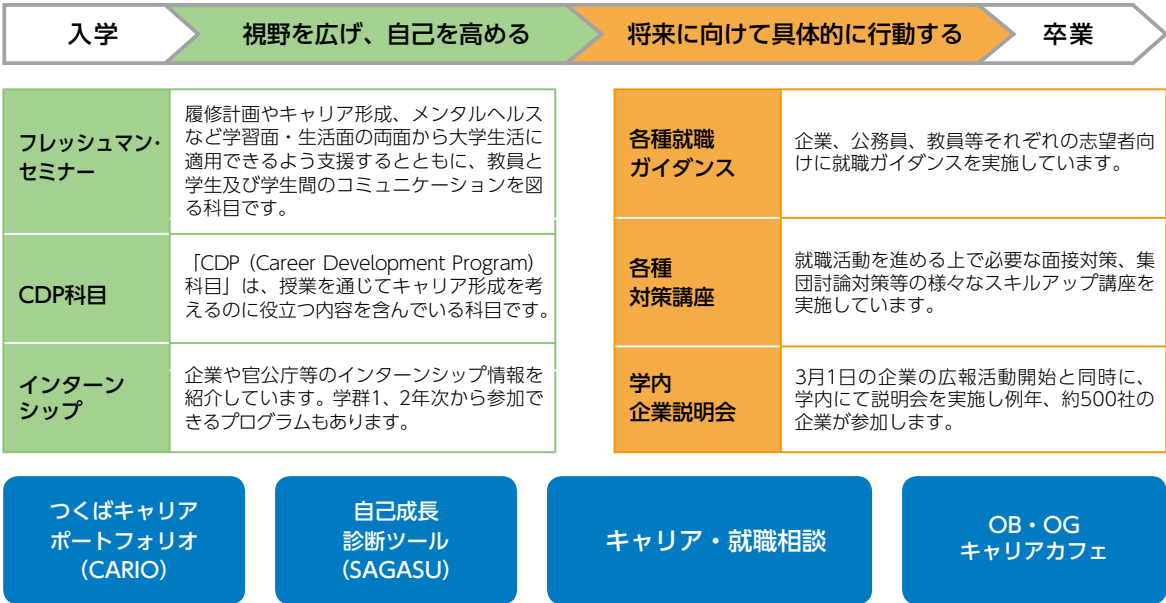 入学
視野を広げ、自己を高める
将来に向けて具体的に行動する
卒業
フレッシュマン・
セミナー
履修計画やキャリア形成、メンタルヘルス
など学習面・生活面の両面から大学生活に
適用できるよう支援するとともに、教員と
学生及び学生間のコミュニケーションを図
る科目です。
CDP科目
「CDP（Career Development Program）
科目」は、授業を通じてキャリア形成を考
えるのに役立つ内容を含んでいる科目です。
インターン
シップ
企業や官公庁等のインターンシップ情報を
紹介しています。学群1、2年次から参加で
きるプログラムもあります。
各種就職
ガイダンス
企業、公務員、教員等それぞれの志望者向
けに就職ガイダンスを実施しています。
各種
対策講座
就職活動を進める上で必要な面接対策、集
団討論対策等の様々なスキルアップ講座を
実施しています。
学内
企業説明会
3月1日の企業の広報活動開始と同時に、
学内にて説明会を実施し例年、約500社の
企業が参加します。
つくばキャリア
ポートフォリオ
(CARIO)
自己成長
診断ツール
(SAGASU)
キャリア・就職相談
OB・OG
キャリアカフェ